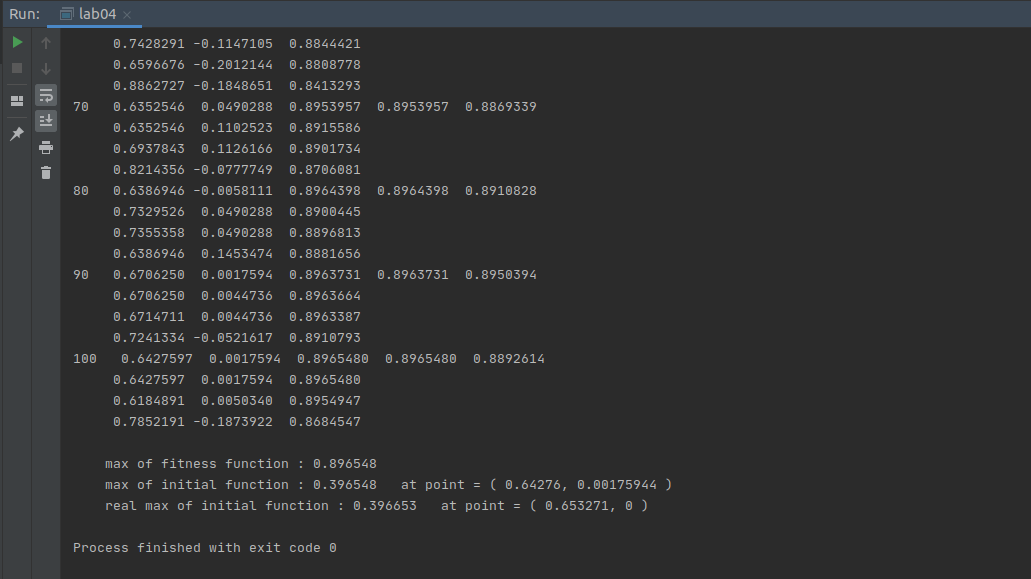 Run: lab04 ×
0.7428291 -0.1147105 0.8844421
0.6596676 -0.2012144 0.8808778
0.8862727 -0.1848651 0.8413293
70 0.6352546 0.0490288 0.8953957 0.8953957 0.8869339
0.6352546 0.1102523 0.8915586
0.6937843 0.1126166 0.8901734
0.8214356 -0.0777749 0.8706081
80 0.6386946 -0.0058111 0.8964398 0.8964398 0.8910828
0.7329526 0.0490288 0.8900445
0.7355358 0.0490288 0.8896813
0.6386946 0.1453474 0.8881656
90 0.6706250 0.0017594 0.8963731 0.8963731 0.8950394
0.6706250 0.0044736 0.8963664
0.6714711 0.0044736 0.8963387
0.7241334 -0.0521617 0.8910793
100 0.6427597 0.0017594 0.8965480 0.8965480 0.8892614
0.6427597 0.0017594 0.8965480
0.6184891 0.0050340 0.8954947
0.7852191 -0.1873922 0.8684547
max of fitness function : 0.896548
max of initial function : 0.396548 at point = ( 0.64276, 0.00175944 )
real max of initial function : 0.396653 at point = ( 0.653271, 0 )
Process finished with exit code 0